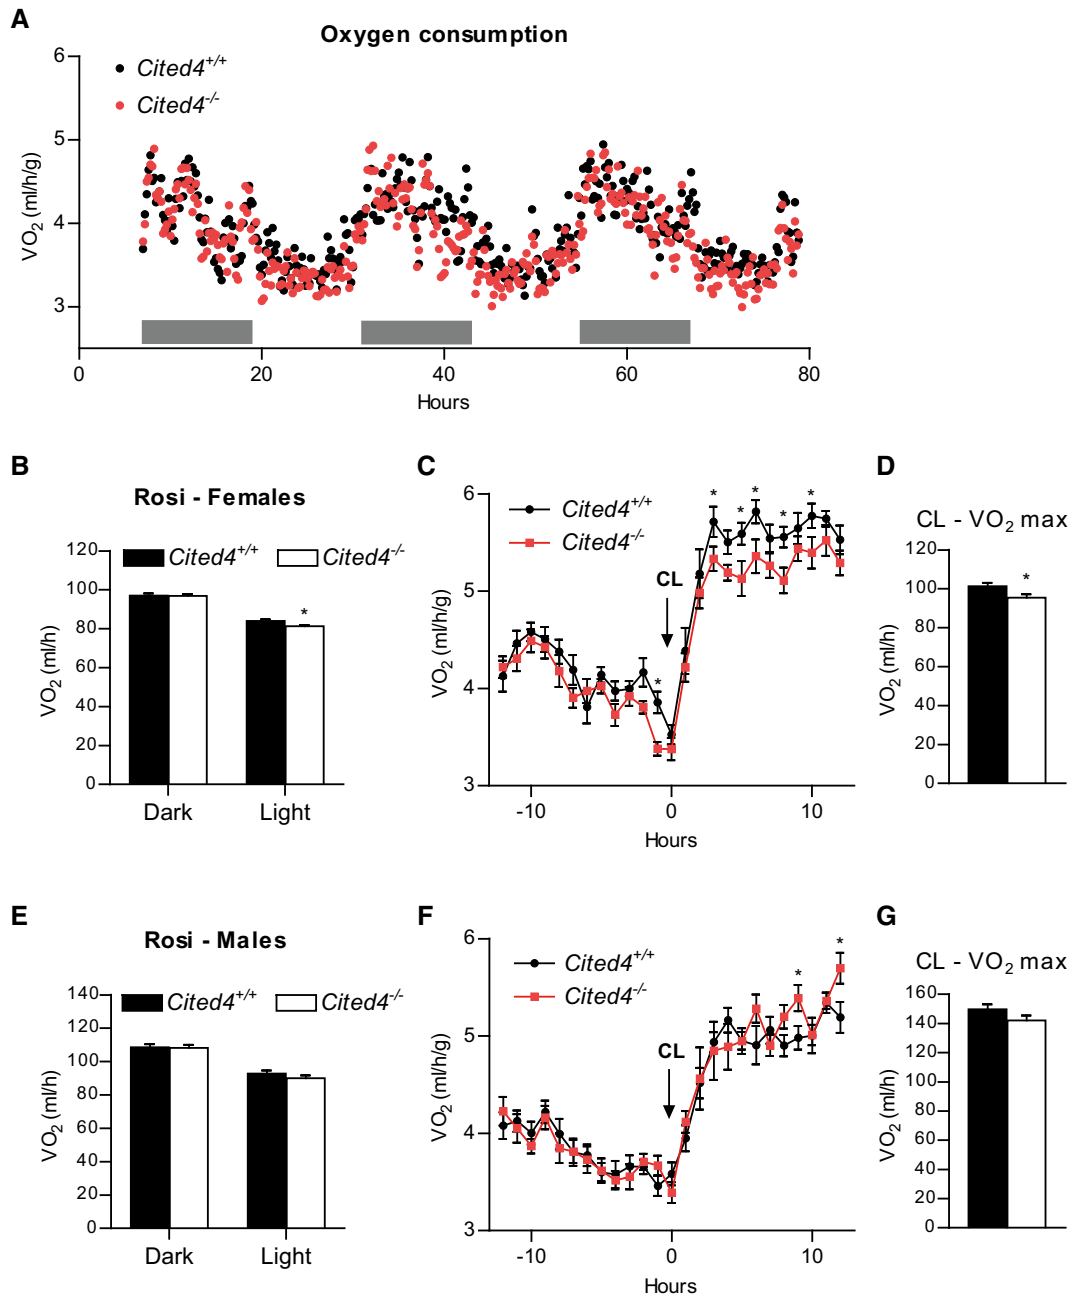 A
Oxygen consumption
Cited4+/+
Cited4-/-
VO2 (ml/h/g)
6
5
4
3
0 20 40 60 80
Hours
B
Rosi - Females
Cited4+/+ Cited4-/-
VO2 (ml/h)
120
100
80
60
40
20
0
*
Dark Light
C
Cited4+/+
Cited4-/-
CL
VO2 (ml/h/g)
6
5
4
3
* * * * * *
-10 0 10
Hours
D
CL - VO2 max
VO2 (ml/h)
120
100
80
60
40
20
0
*
E
Rosi - Males
Cited4+/+ Cited4-/-
VO2 (ml/h)
140
120
100
80
60
40
20
0
Dark Light
F
Cited4+/+
Cited4-/-
CL
VO2 (ml/h/g)
6
5
4
3
* *
-10 0 10
Hours
G
CL - VO2 max
VO2 (ml/h)
160
140
120
100
80
60
40
20
0